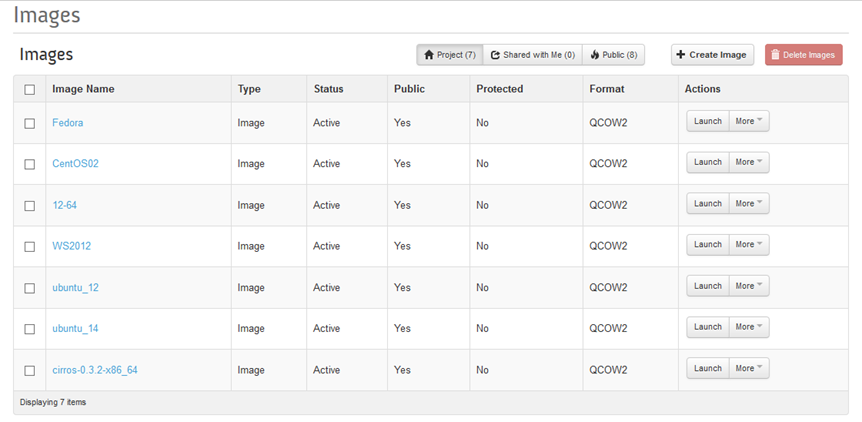 Images
Images Project (7) Shared with Me (0) Public (8) Create Image Delete Images
Image Name Type Status Public Protected Format Actions
Fedora Image Active Yes No QCOW2 Launch More
CentOS02 Image Active Yes No QCOW2 Launch More
12-64 Image Active Yes No QCOW2 Launch More
WS2012 Image Active Yes No QCOW2 Launch More
ubuntu_12 Image Active Yes No QCOW2 Launch More
ubuntu_14 Image Active Yes No QCOW2 Launch More
cirros-0.3.2-x86_64 Image Active Yes No QCOW2 Launch More
Displaying 7 items